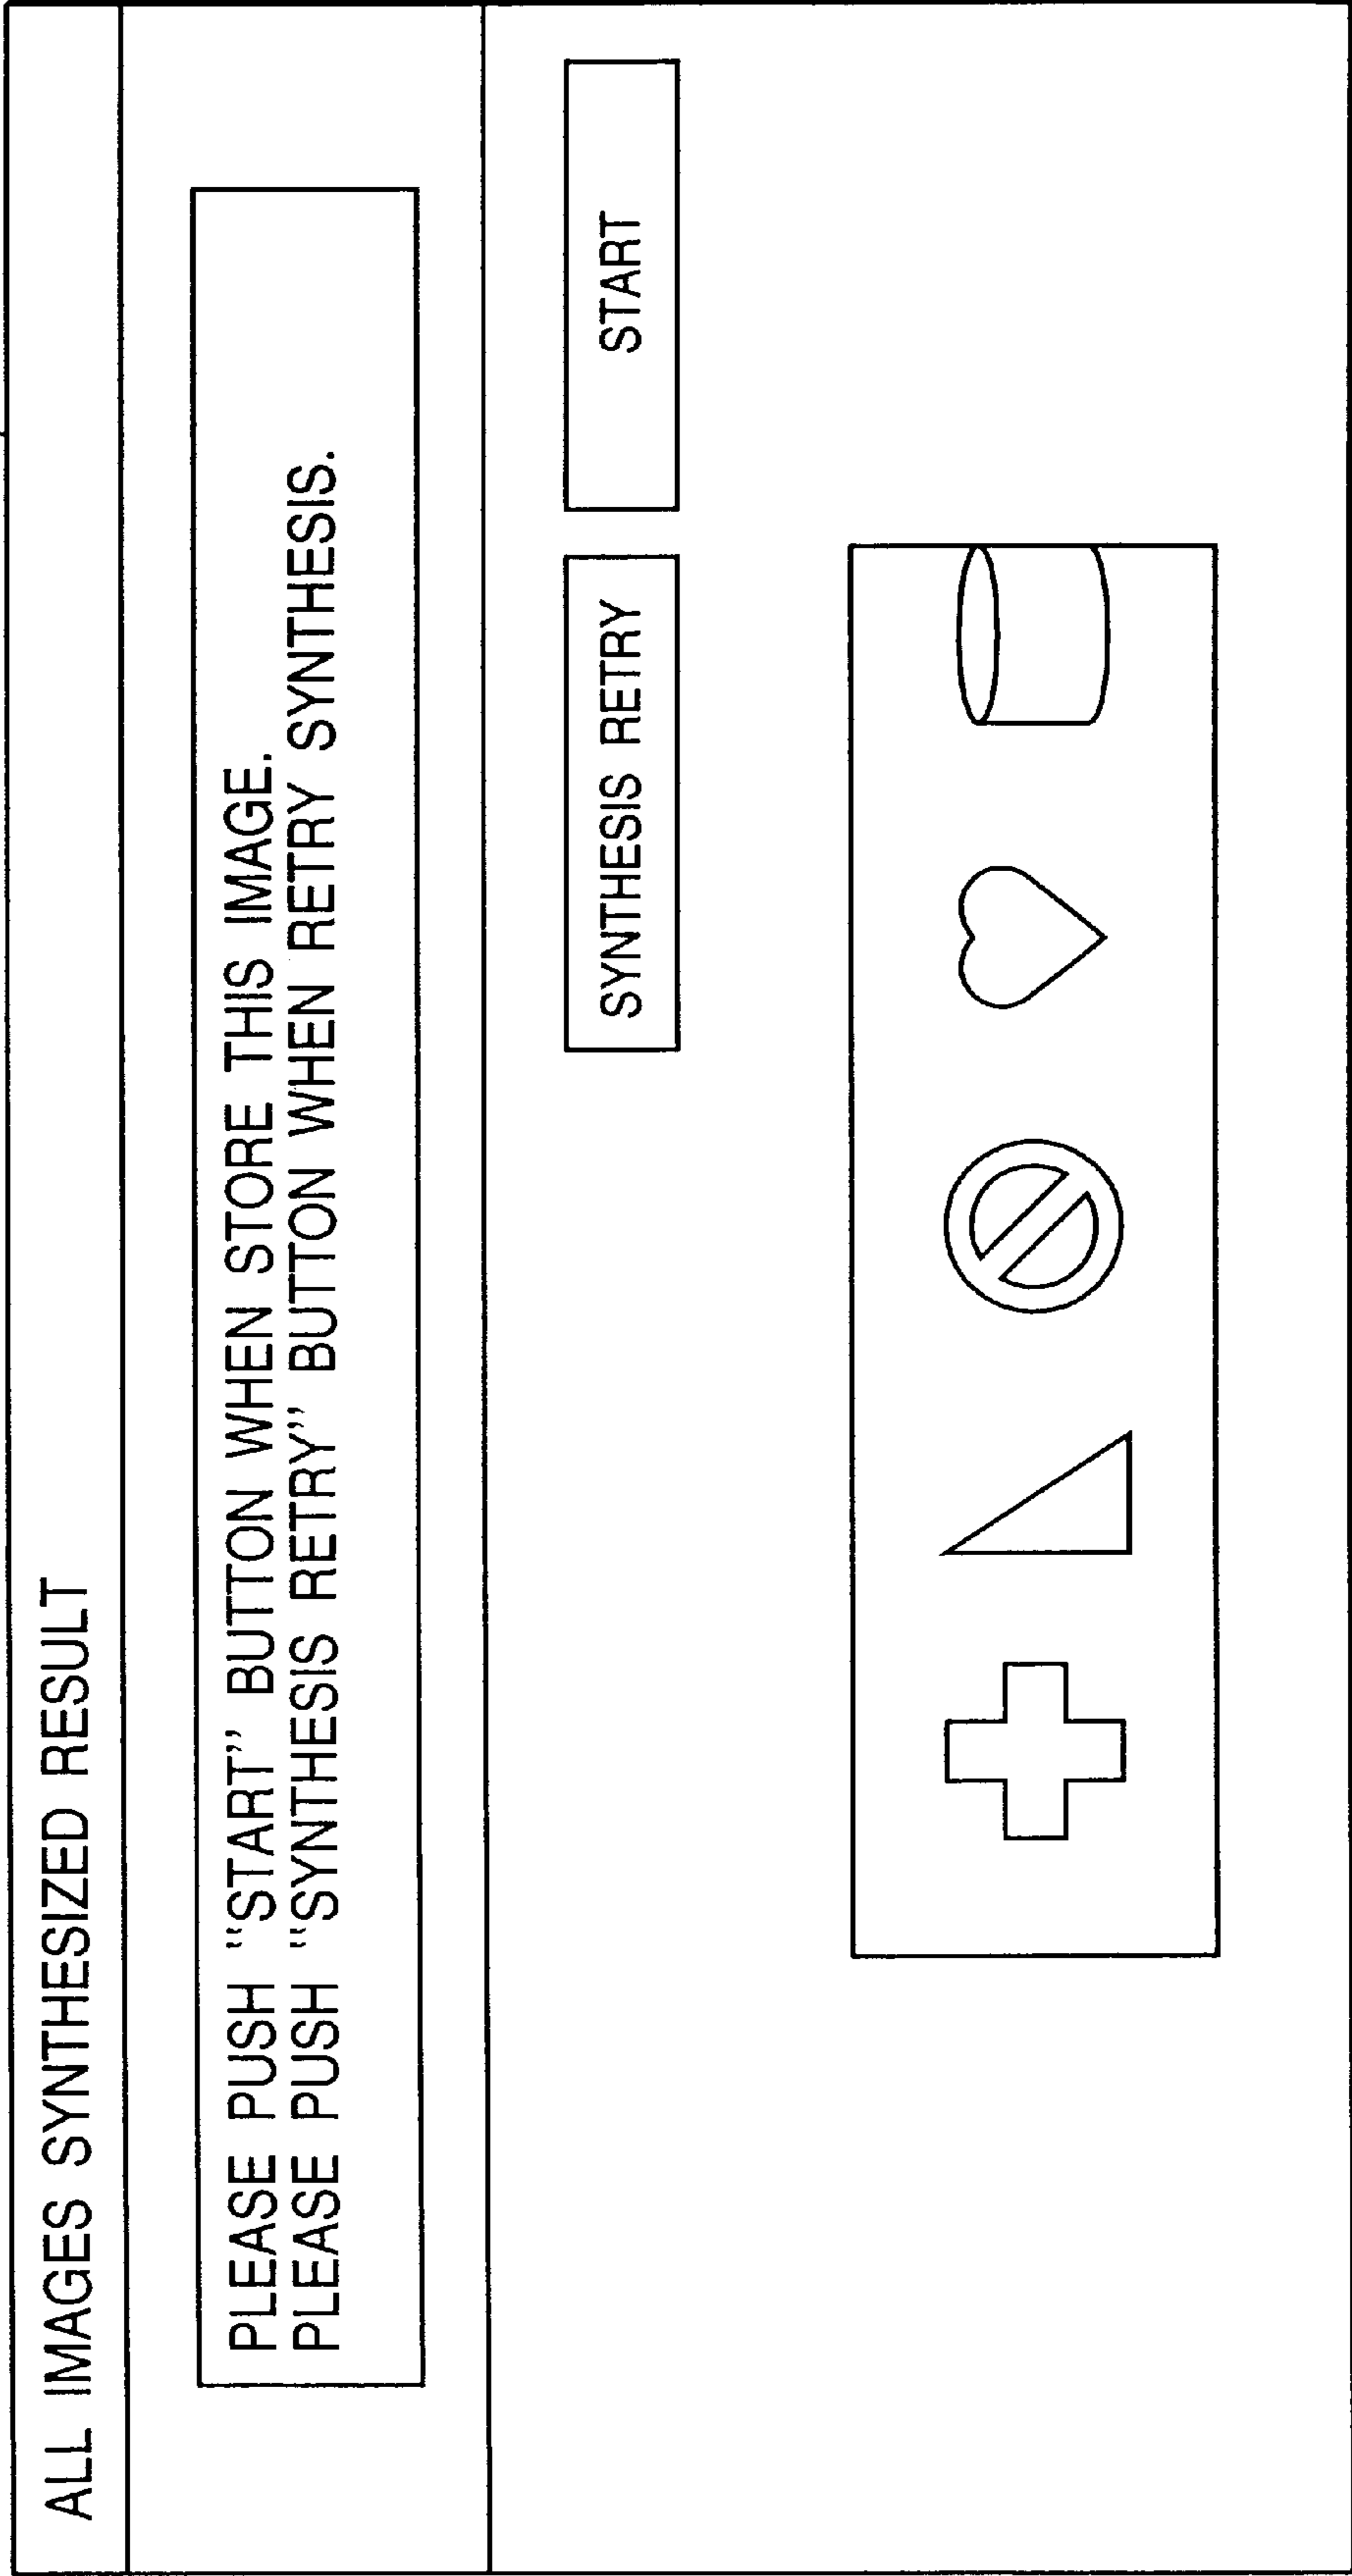 ALL IMAGES SYNTHESIZED RESULT
PLEASE PUSH "START" BUTTON WHEN STORE THIS IMAGE.
PLEASE PUSH "SYNTHESIS RETRY" BUTTON WHEN RETRY SYNTHESIS.
SYNTHESIS RETRY
START